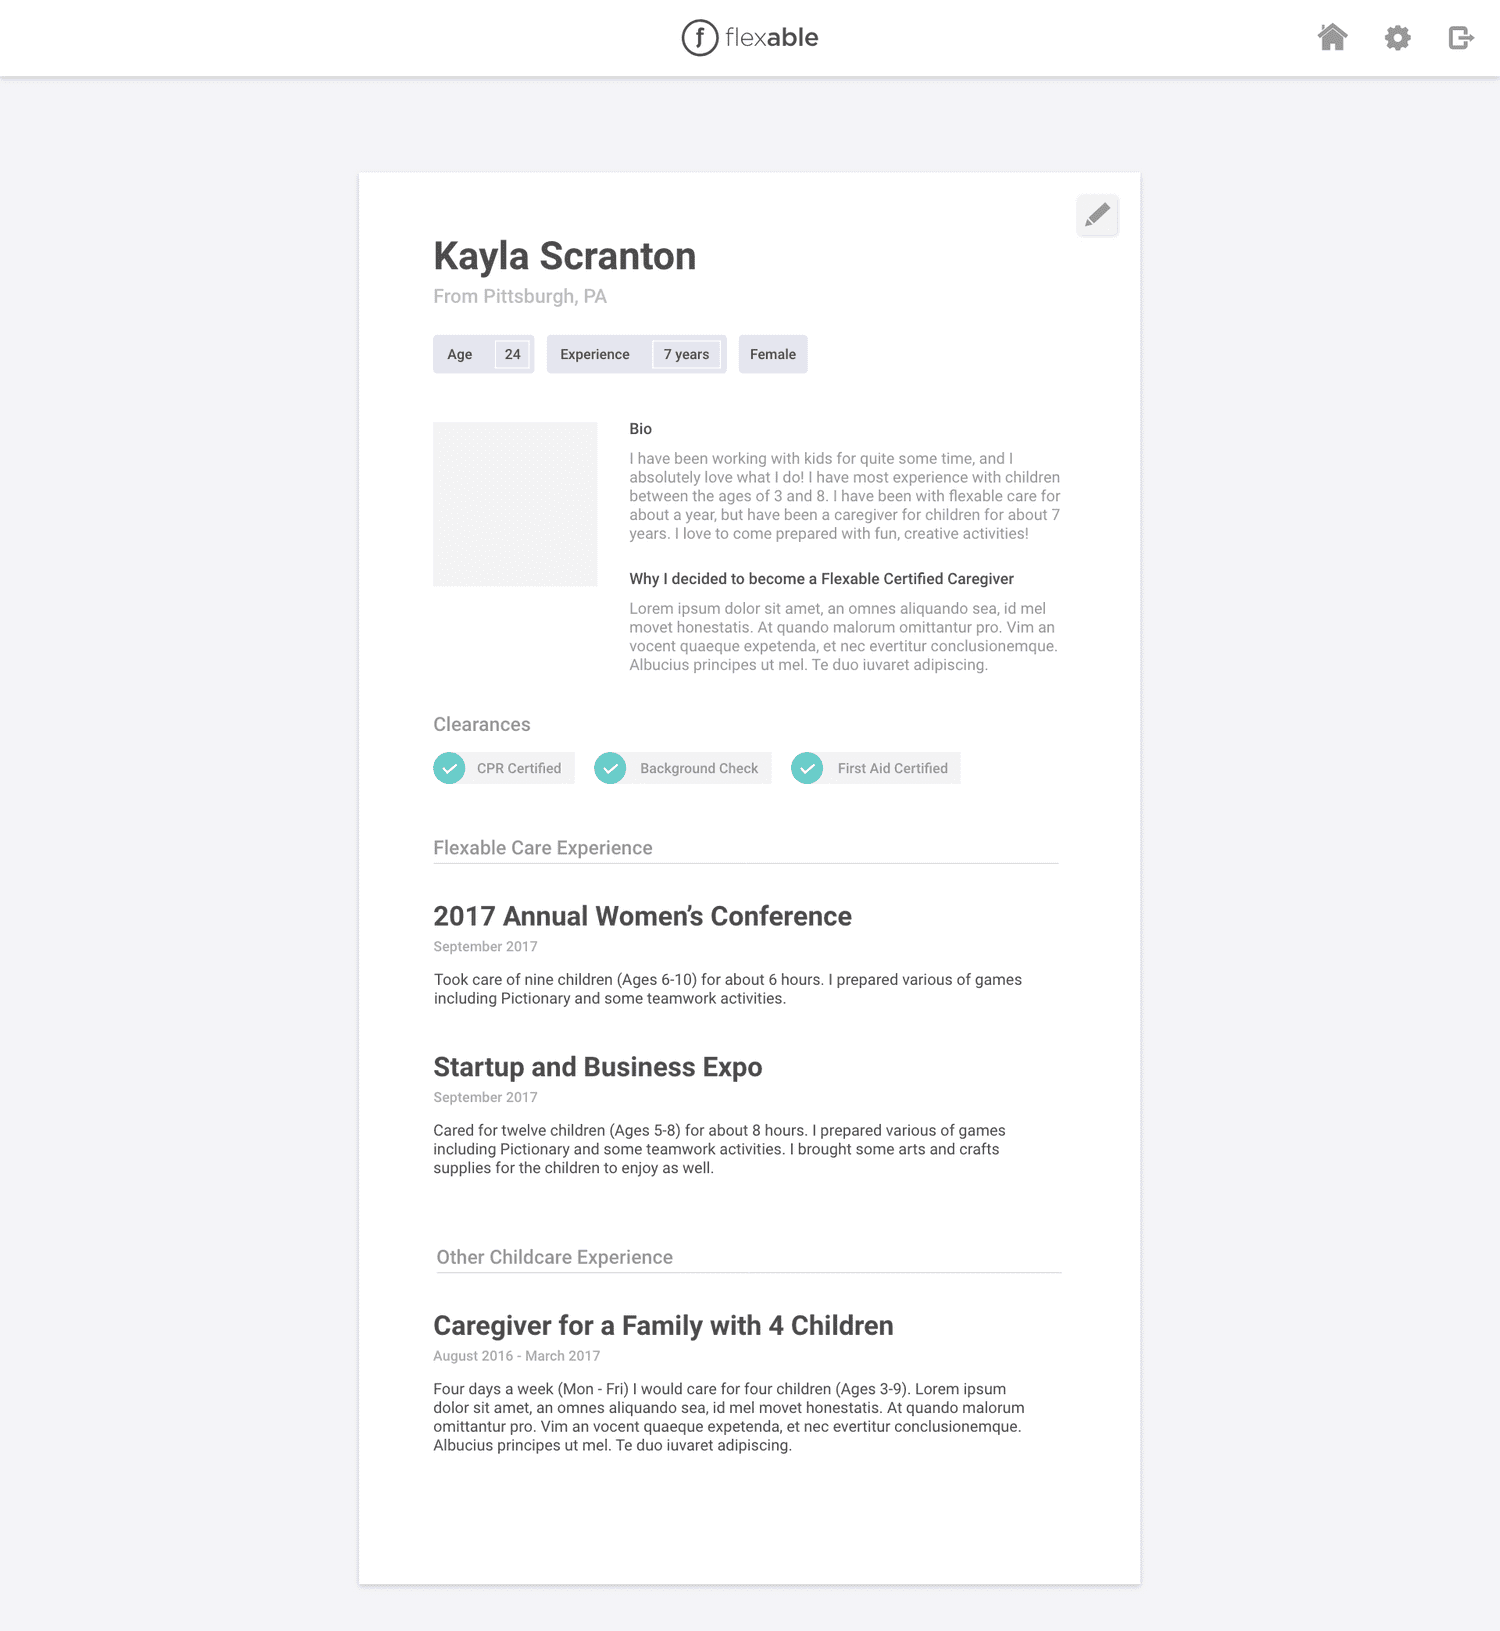 flexable
Kayla Scranton
From Pittsburgh, PA
Age 24 Experience 7 years Female
Bio
I have been working with kids for quite some time, and I
absolutely love what I do! I have most experience with children
between the ages of 3 and 8. I have been with flexable care for
about a year, but have been a caregiver for children for about 7
years. I love to come prepared with fun, creative activities!
Why I decided to become a Flexable Certified Caregiver
Lorem ipsum dolor sit amet, an omnes aliquando sea, id mel
movet honestatis. At quando malorum omittantur pro. Vim an
vocent quaeque expetenda, et nec evertitur conclusionemque.
Albucius principes ut mel. Te duo iuvaret adipiscing.
Clearances
CPR Certified Background Check First Aid Certified
Flexable Care Experience
2017 Annual Women’s Conference
September 2017
Took care of nine children (Ages 6-10) for about 6 hours. I prepared various of games
including Pictionary and some teamwork activities.
Startup and Business Expo
September 2017
Cared for twelve children (Ages 5-8) for about 8 hours. I prepared various of games
including Pictionary and some teamwork activities. I brought some arts and crafts
supplies for the children to enjoy as well.
Other Childcare Experience
Caregiver for a Family with 4 Children
August 2016 - March 2017
Four days a week (Mon - Fri) I would care for four children (Ages 3-9). Lorem ipsum
dolor sit amet, an omnes aliquando sea, id mel movet honestatis. At quando malorum
omittantur pro. Vim an vocent quaeque expetenda, et nec evertitur conclusionemque.
Albucius principes ut mel. Te duo iuvaret adipiscing.